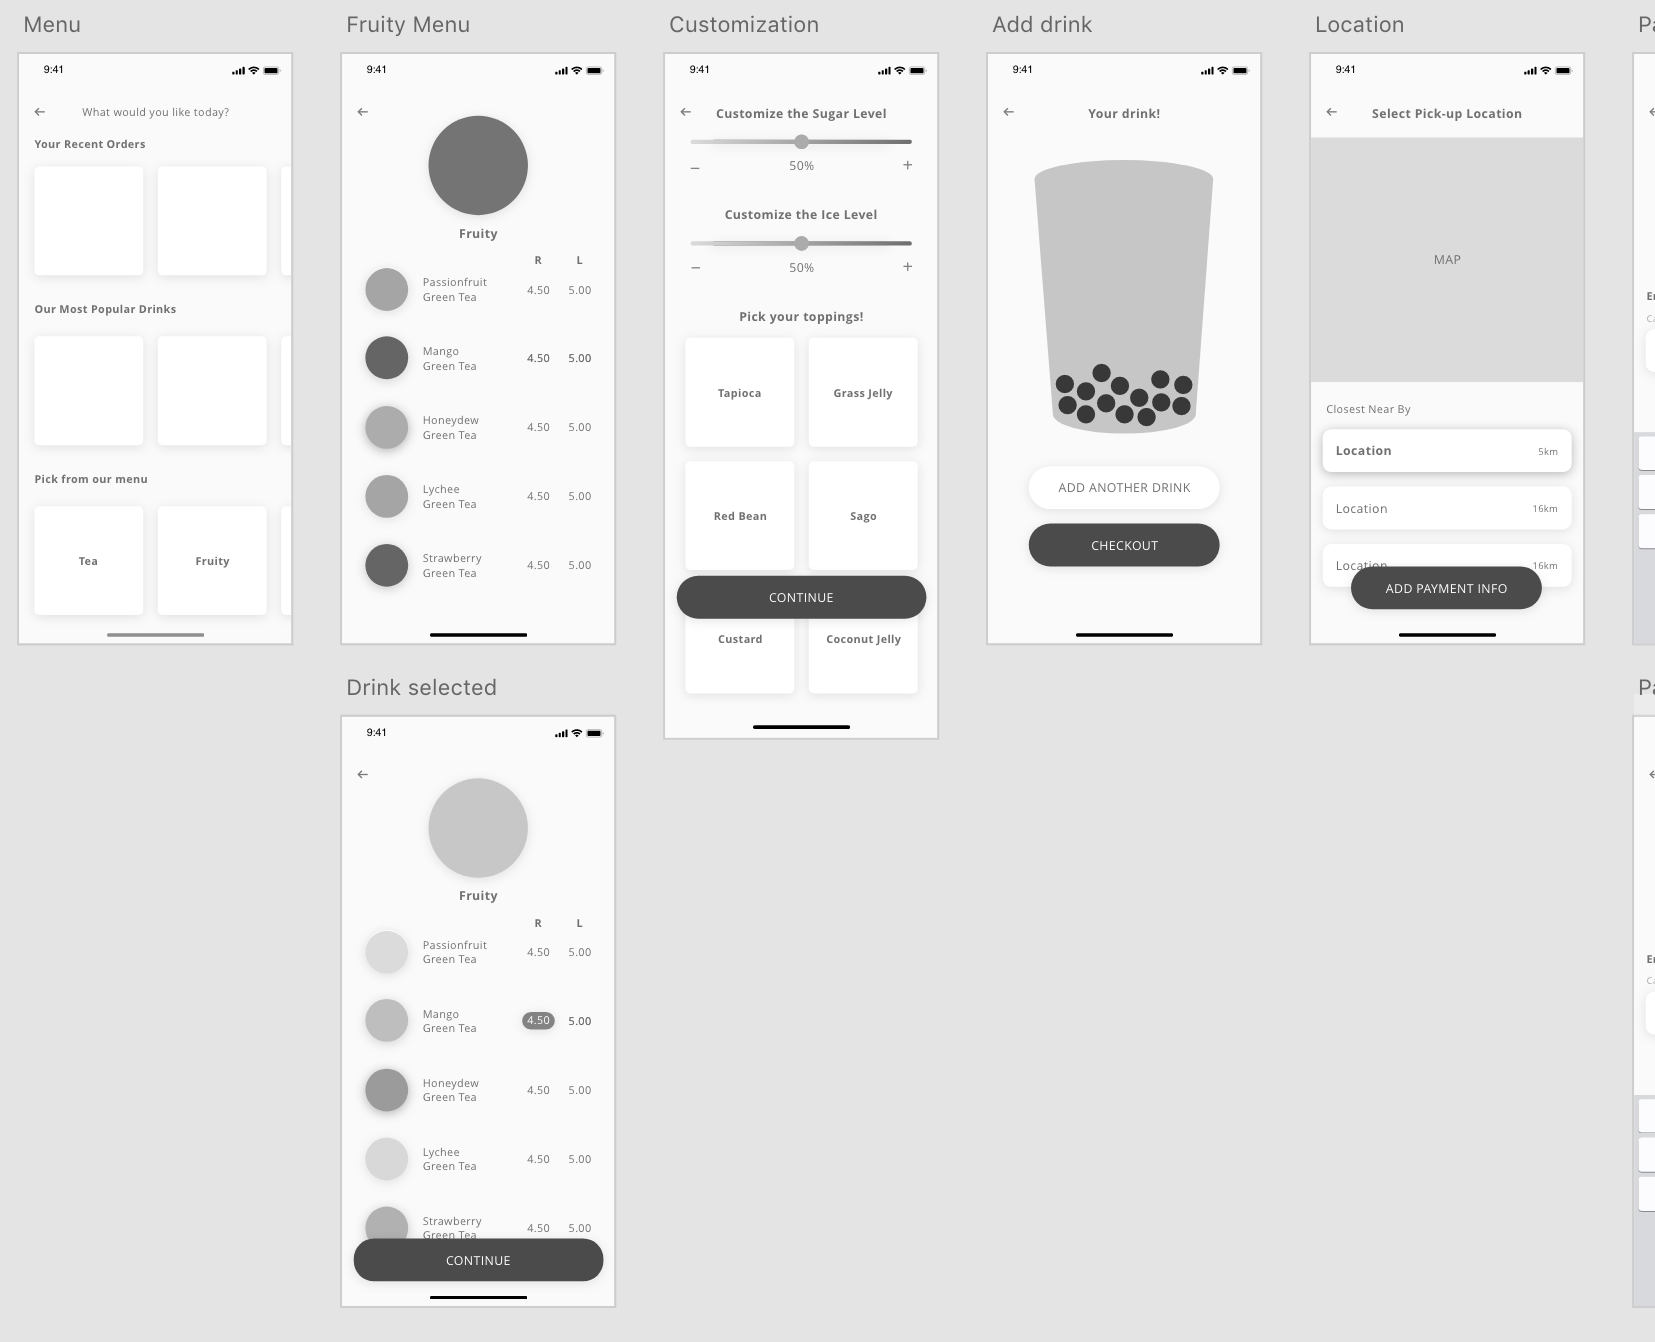 Menu
9:41
What would you like today?
Your Recent Orders
Our Most Popular Drinks
Pick from our menu
Tea
Fruity
Fruity Menu
9:41
Fruity
R L
Passionfruit
Green Tea
4.50 5.00
Mango
Green Tea
4.50 5.00
Honeydew
Green Tea
4.50 5.00
Lychee
Green Tea
4.50 5.00
Strawberry
Green Tea
4.50 5.00
Drink selected
9:41
Fruity
R L
Passionfruit
Green Tea
4.50 5.00
Mango
Green Tea
4.50 5.00
Honeydew
Green Tea
4.50 5.00
Lychee
Green Tea
4.50 5.00
Strawberry
Green Tea
4.50 5.00
CONTINUE
Customization
9:41
Customize the Sugar Level
– 50% +
Customize the Ice Level
– 50% +
Pick your toppings!
Tapioca
Grass Jelly
Red Bean
Sago
CONTINUE
Custard
Coconut Jelly
Add drink
9:41
Your drink!
ADD ANOTHER DRINK
CHECKOUT
Location
9:41
Select Pick-up Location
MAP
Closest Near By
Location 5km
Location 16km
Location 16km
ADD PAYMENT INFO